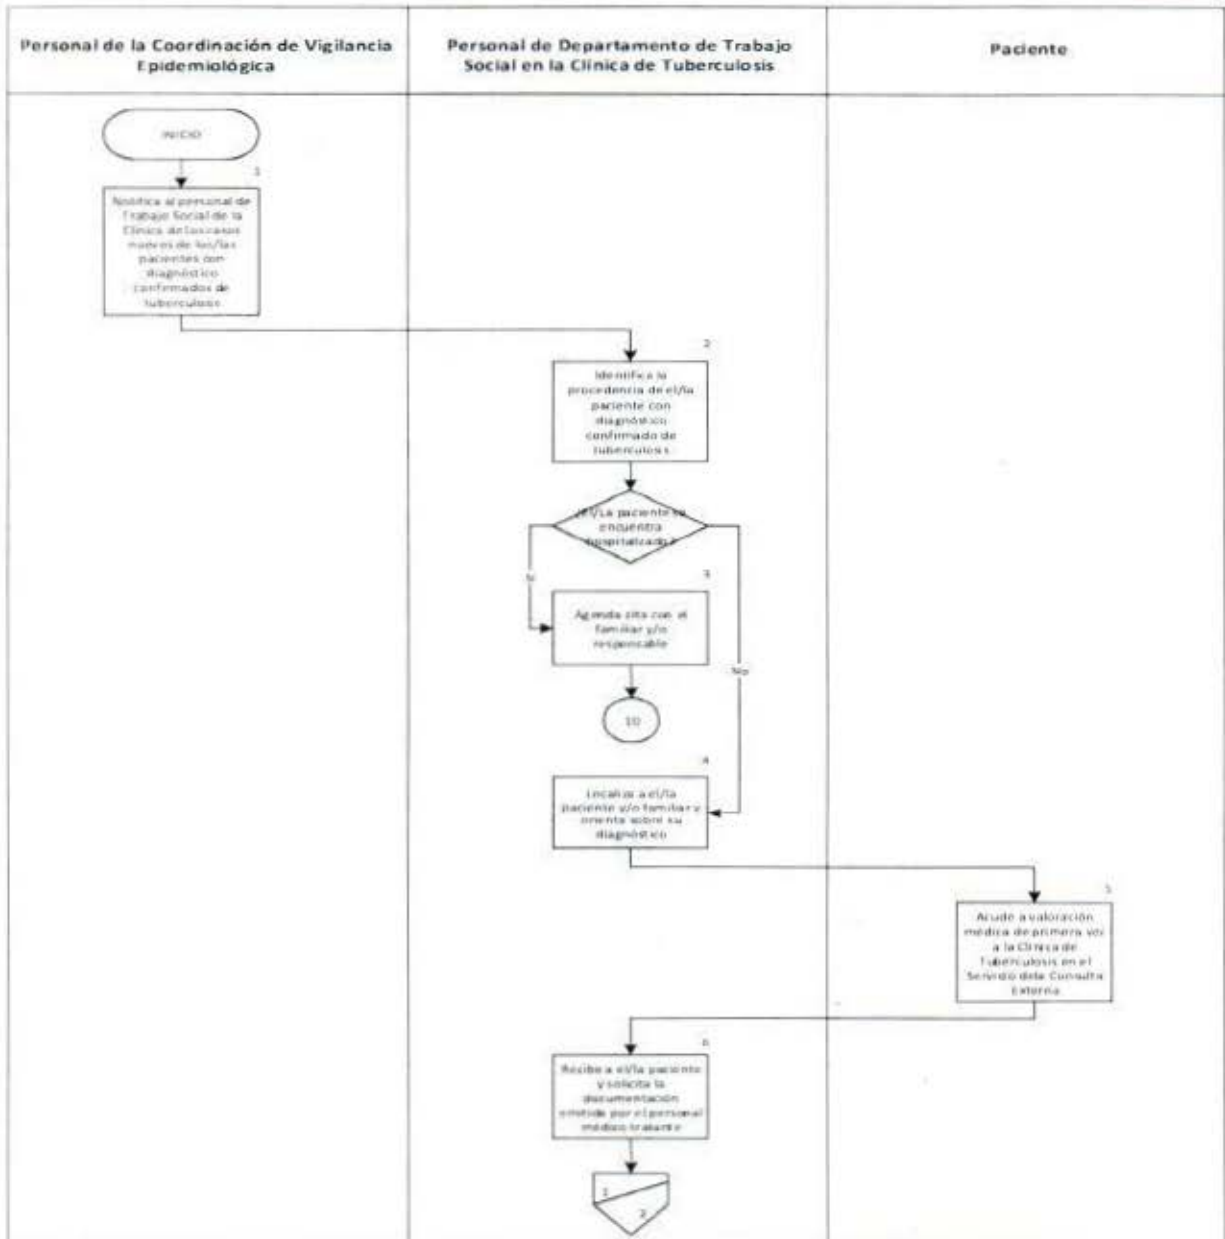 Personal de la Coordinación de Vigilancia
Epidemiológica
Personal de Departamento de Trabajo
Social en la Clínica de Tuberculosis
Paciente
INICIO
1
Notifica al personal de
Trabajo Social de la
Clínica de los casos
nuevos de los/las
pacientes con
diagnóstico
confirmados de
tuberculosis
2
Identifica la
procedencia de el/la
paciente con
diagnóstico
confirmado de
tuberculosis
¿El/La paciente se
encuentra
hospitalizado?
Si
No
3
Agenda cita con el
familiar y/o
responsable
10
4
Localiza a el/la
paciente y/o familiar y
orienta sobre su
diagnóstico
5
Acude a valoración
médica de primera vez
a la Clínica de
Tuberculosis en el
Servicio de la Consulta
Externa
6
Recibe a el/la paciente
y solicita la
documentación
emitida por el personal
médico tratante
1
2